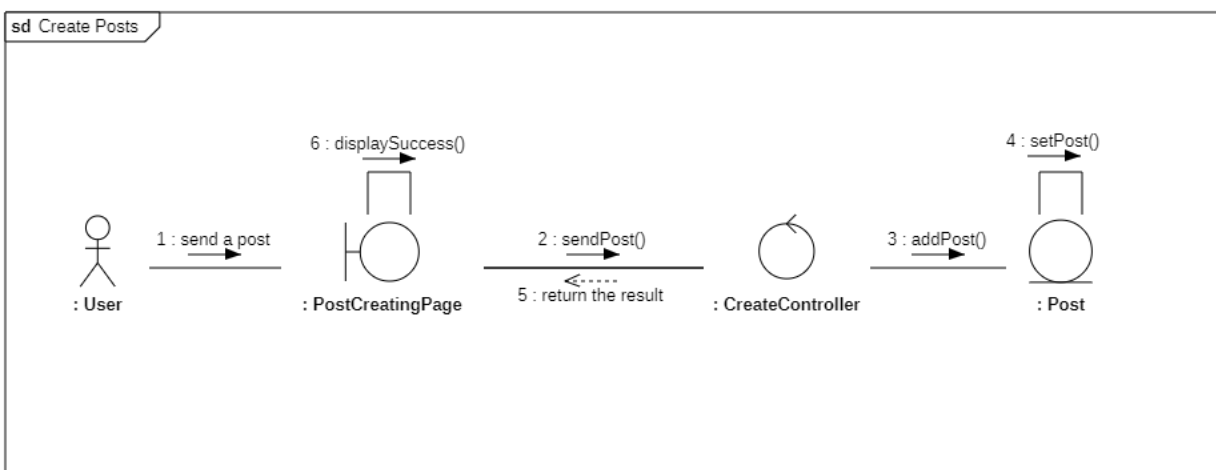 sd Create Posts
6 : displaySuccess()
4 : setPost()
1 : send a post
2 : sendPost()
3 : addPost()
5 : return the result
: User
: PostCreatingPage
: CreateController
: Post